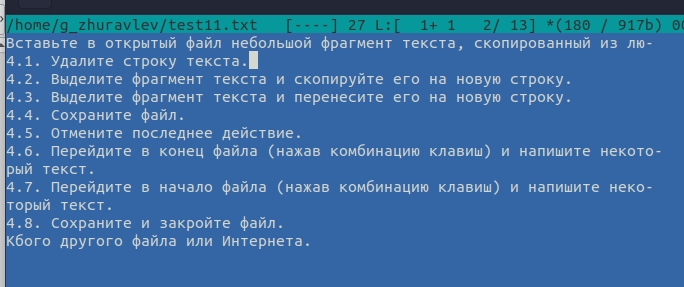 /home/g_zhuravlev/test11.txt [----] 27 L:[ 1+ 1 2/ 13] *(180 / 917b)
Вставьте в открытый файл небольшой фрагмент текста, скопированный из лю-
4.1. Удалите строку текста.
4.2. Выделите фрагмент текста и скопируйте его на новую строку.
4.3. Выделите фрагмент текста и перенесите его на новую строку.
4.4. Сохраните файл.
4.5. Отмените последнее действие.
4.6. Перейдите в конец файла (нажав комбинацию клавиш) и напишите некото-
рый текст.
4.7. Перейдите в начало файла (нажав комбинацию клавиш) и напишите неко-
торый текст.
4.8. Сохраните и закройте файл.
Кбого другого файла или Интернета.